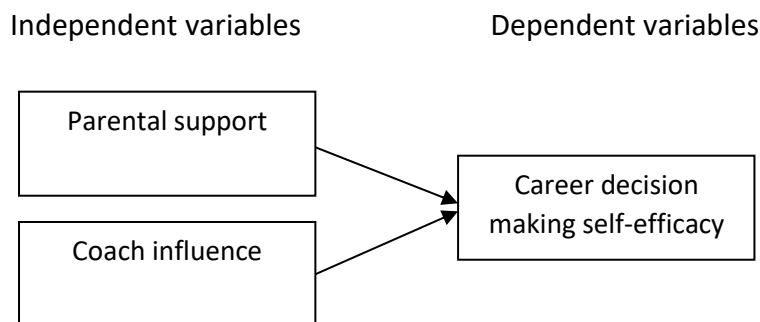 Independent variables
Dependent variables
Parental support
Career decision
making self-efficacy
Coach influence